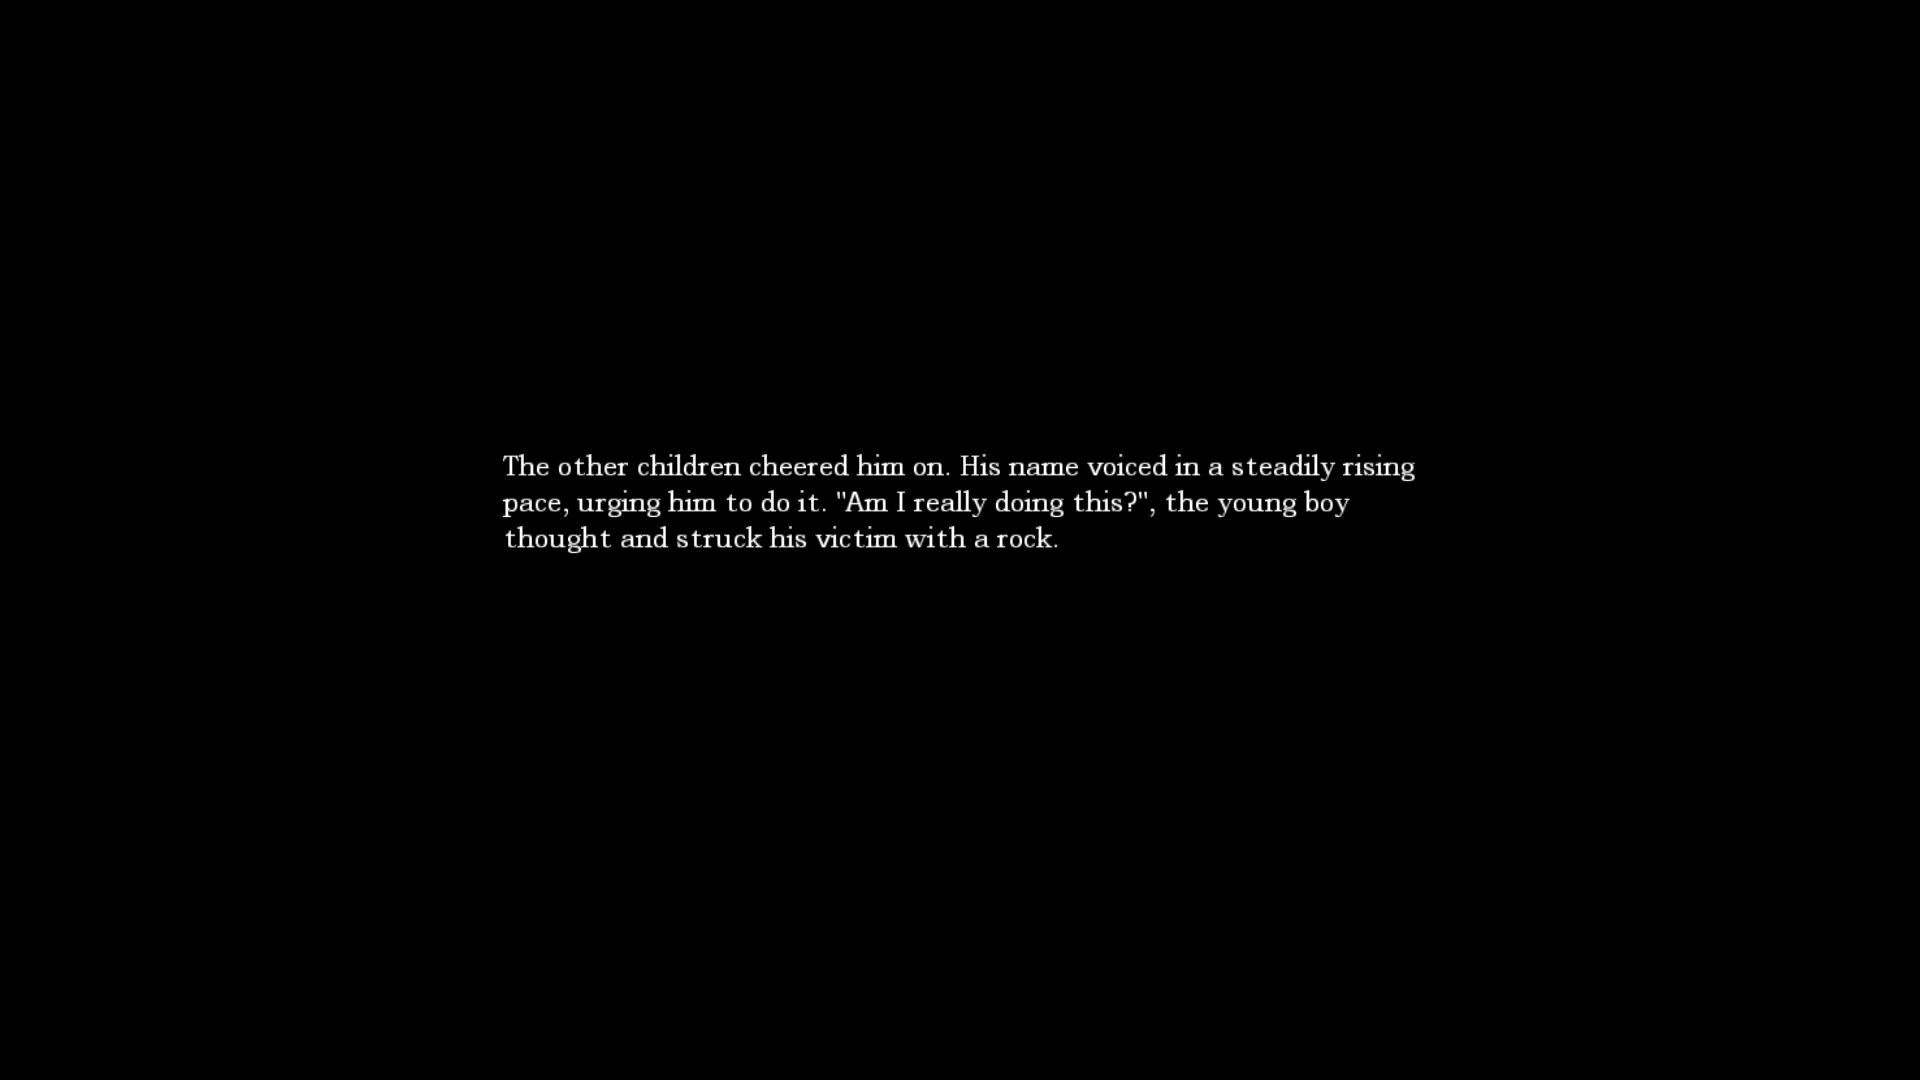 The other children cheered him on. His name voiced in a steadily rising
pace, urging him to do it. "Am I really doing this?", the young boy
thought and struck his victim with a rock.